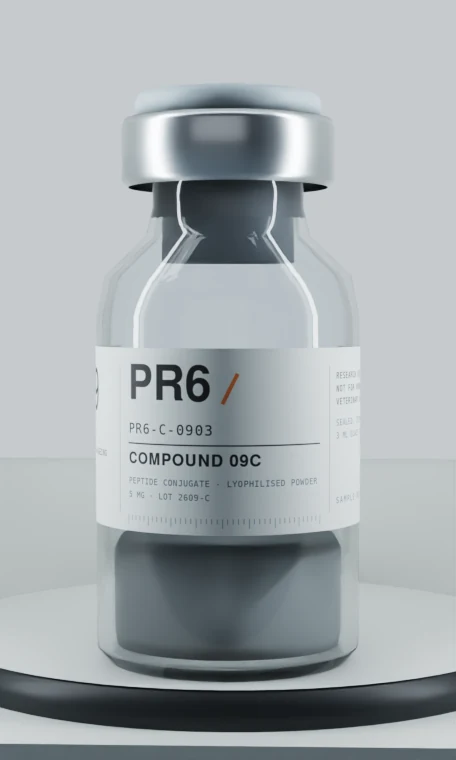 PR6 /
PR6-C-0903
COMPOUND 09C
PEPTIDE CONJUGATE · LYOPHILISED POWDER
5 MG · LOT 2609-C
RESEARCH
NOT FOR